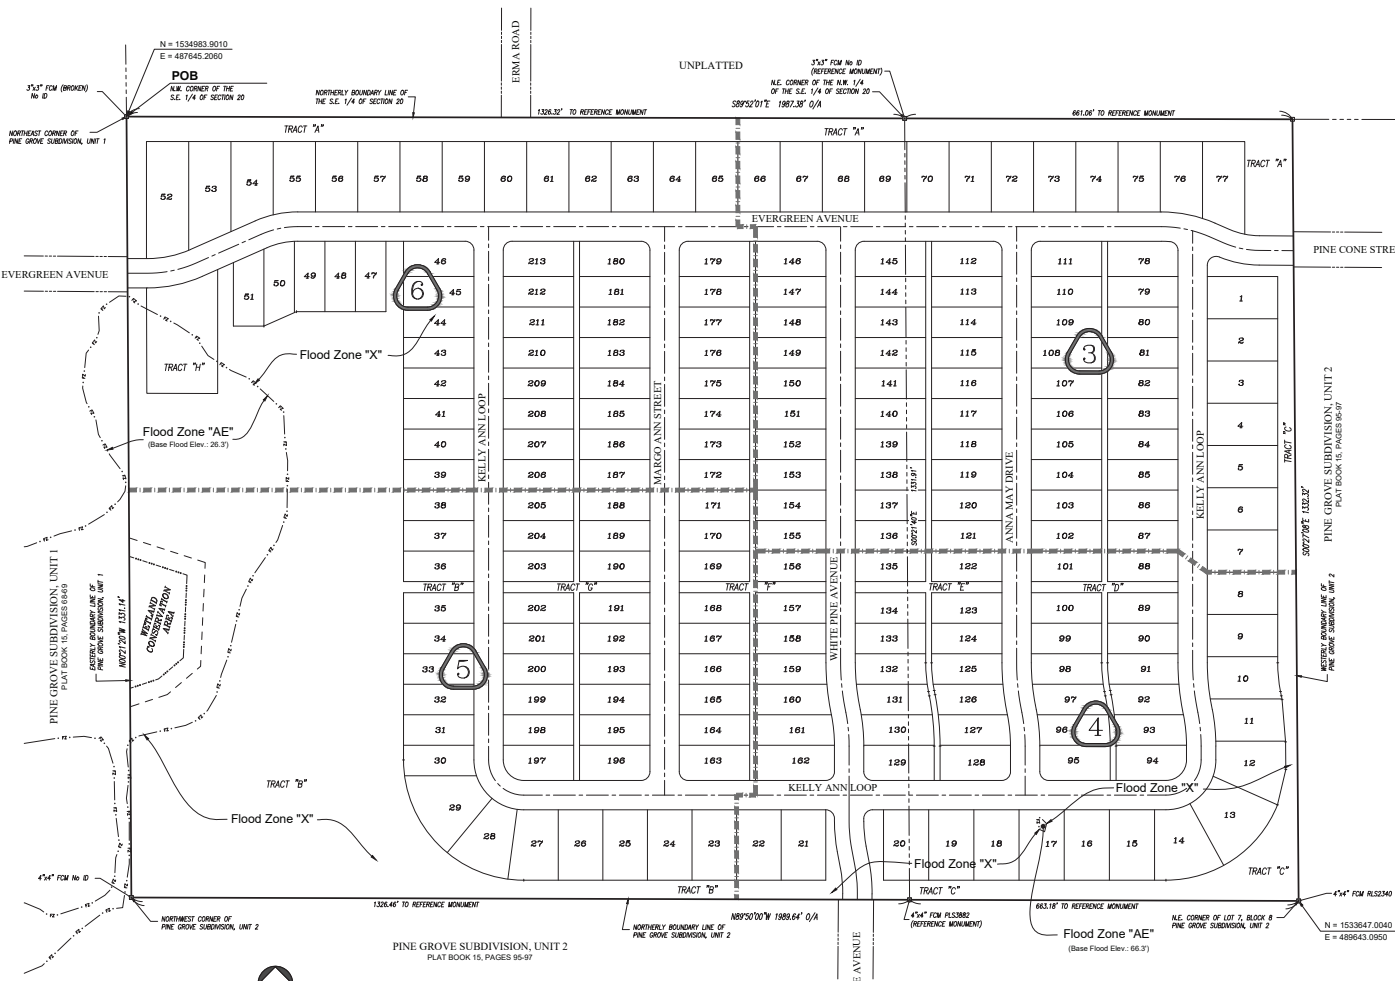 N = 1534983.9010
E = 487645.2060
POB
N.W. CORNER OF THE
S.E. 1/4 OF SECTION 20
3"x3" FCM (BROKEN)
No ID
NORTHEAST CORNER OF
PINE GROVE SUBDIVISION, UNIT 1
NORTHERLY BOUNDARY LINE OF
THE S.E. 1/4 OF SECTION 20
ERMA ROAD
1326.32' TO REFERENCE MONUMENT
UNPLATTED
S89°52'01"E 1987.38' O/A
3"x3" FCM No ID
(REFERENCE MONUMENT)
N.E. CORNER OF THE N.W. 1/4
OF THE S.E. 1/4 OF SECTION 20
661.06' TO REFERENCE MONUMENT
TRACT "A"
TRACT "A"
TRACT "A"
52 53 54 55 56 57 58 59 60 61 62 63 64 65 66 67 68 69 70 71 72 73 74 75 76 77
EVERGREEN AVENUE
EVERGREEN AVENUE
PINE CONE STRE
51 50 49 48 47
46 213 180 179 146 145 112 111 78
6
45 212 181 178 147 144 113 110 79 1
44 211 182 177 148 143 114 109 80
3
Flood Zone "X"
43 210 183 176 149 142 115 108 81 2
TRACT "H"
42 209 184 175 150 141 116 107 82 3
41 208 185 174 151 140 117 106 83 4
Flood Zone "AE"
(Base Flood Elev.: 26.3')
40 207 186 173 152 139 118 105 84
39 206 187 172 153 138 119 104 85 5
38 205 188 171 154 137 120 103 86 6
37 204 189 170 155 136 121 102 87 7
36 203 190 169 156 135 122 101 88
KELLY ANN LOOP
MARGO ANN STREET
WHITE PINE AVENUE
S00°21'40"E 1331.91'
ANNA MAY DRIVE
KELLY ANN LOOP
TRACT "C"
PINE GROVE SUBDIVISION, UNIT 2
PLAT BOOK 15, PAGES 95-97
S00°27'08"E 1332.32'
TRACT "B" TRACT "G" TRACT "F" TRACT "E" TRACT "D"
PINE GROVE SUBDIVISION, UNIT 1
PLAT BOOK 15, PAGES 68-69
EASTERLY BOUNDARY LINE OF
PINE GROVE SUBDIVISION, UNIT 1
N00°21'20"W 1331.14'
WETLAND
CONSERVATION
AREA
WESTERLY BOUNDARY LINE OF
PINE GROVE SUBDIVISION, UNIT 2
35 202 191 168 157 134 123 100 89 8
34 201 192 167 158 133 124 99 90 9
33 200 193 166 159 132 125 98 91 10
5
32 199 194 165 160 131 126 97 92
31 198 195 164 161 130 127 96 93 11
4
30 197 196 163 162 129 128 95 94 12
TRACT "B"
KELLY ANN LOOP
Flood Zone "X"
Flood Zone "X"
29 28 27 26 25 24 23 22 21 20 19 18 17 16 15 14 13
Flood Zone "X"
TRACT "B"
TRACT "C"
TRACT "C"
4"x4" FCM No ID
NORTHWEST CORNER OF
PINE GROVE SUBDIVISION, UNIT 2
1326.46' TO REFERENCE MONUMENT
NORTHERLY BOUNDARY LINE OF
PINE GROVE SUBDIVISION, UNIT 2
N89°50'00"W 1989.64' O/A
4"x4" FCM PLS3882
(REFERENCE MONUMENT)
663.18' TO REFERENCE MONUMENT
N.E. CORNER OF LOT 7, BLOCK 8
PINE GROVE SUBDIVISION, UNIT 2
4"x4" FCM RLS2340
N = 1533647.0040
E = 489643.0950
Flood Zone "AE"
(Base Flood Elev.: 66.3')
PINE GROVE SUBDIVISION, UNIT 2
PLAT BOOK 15, PAGES 95-97
E AVENUE